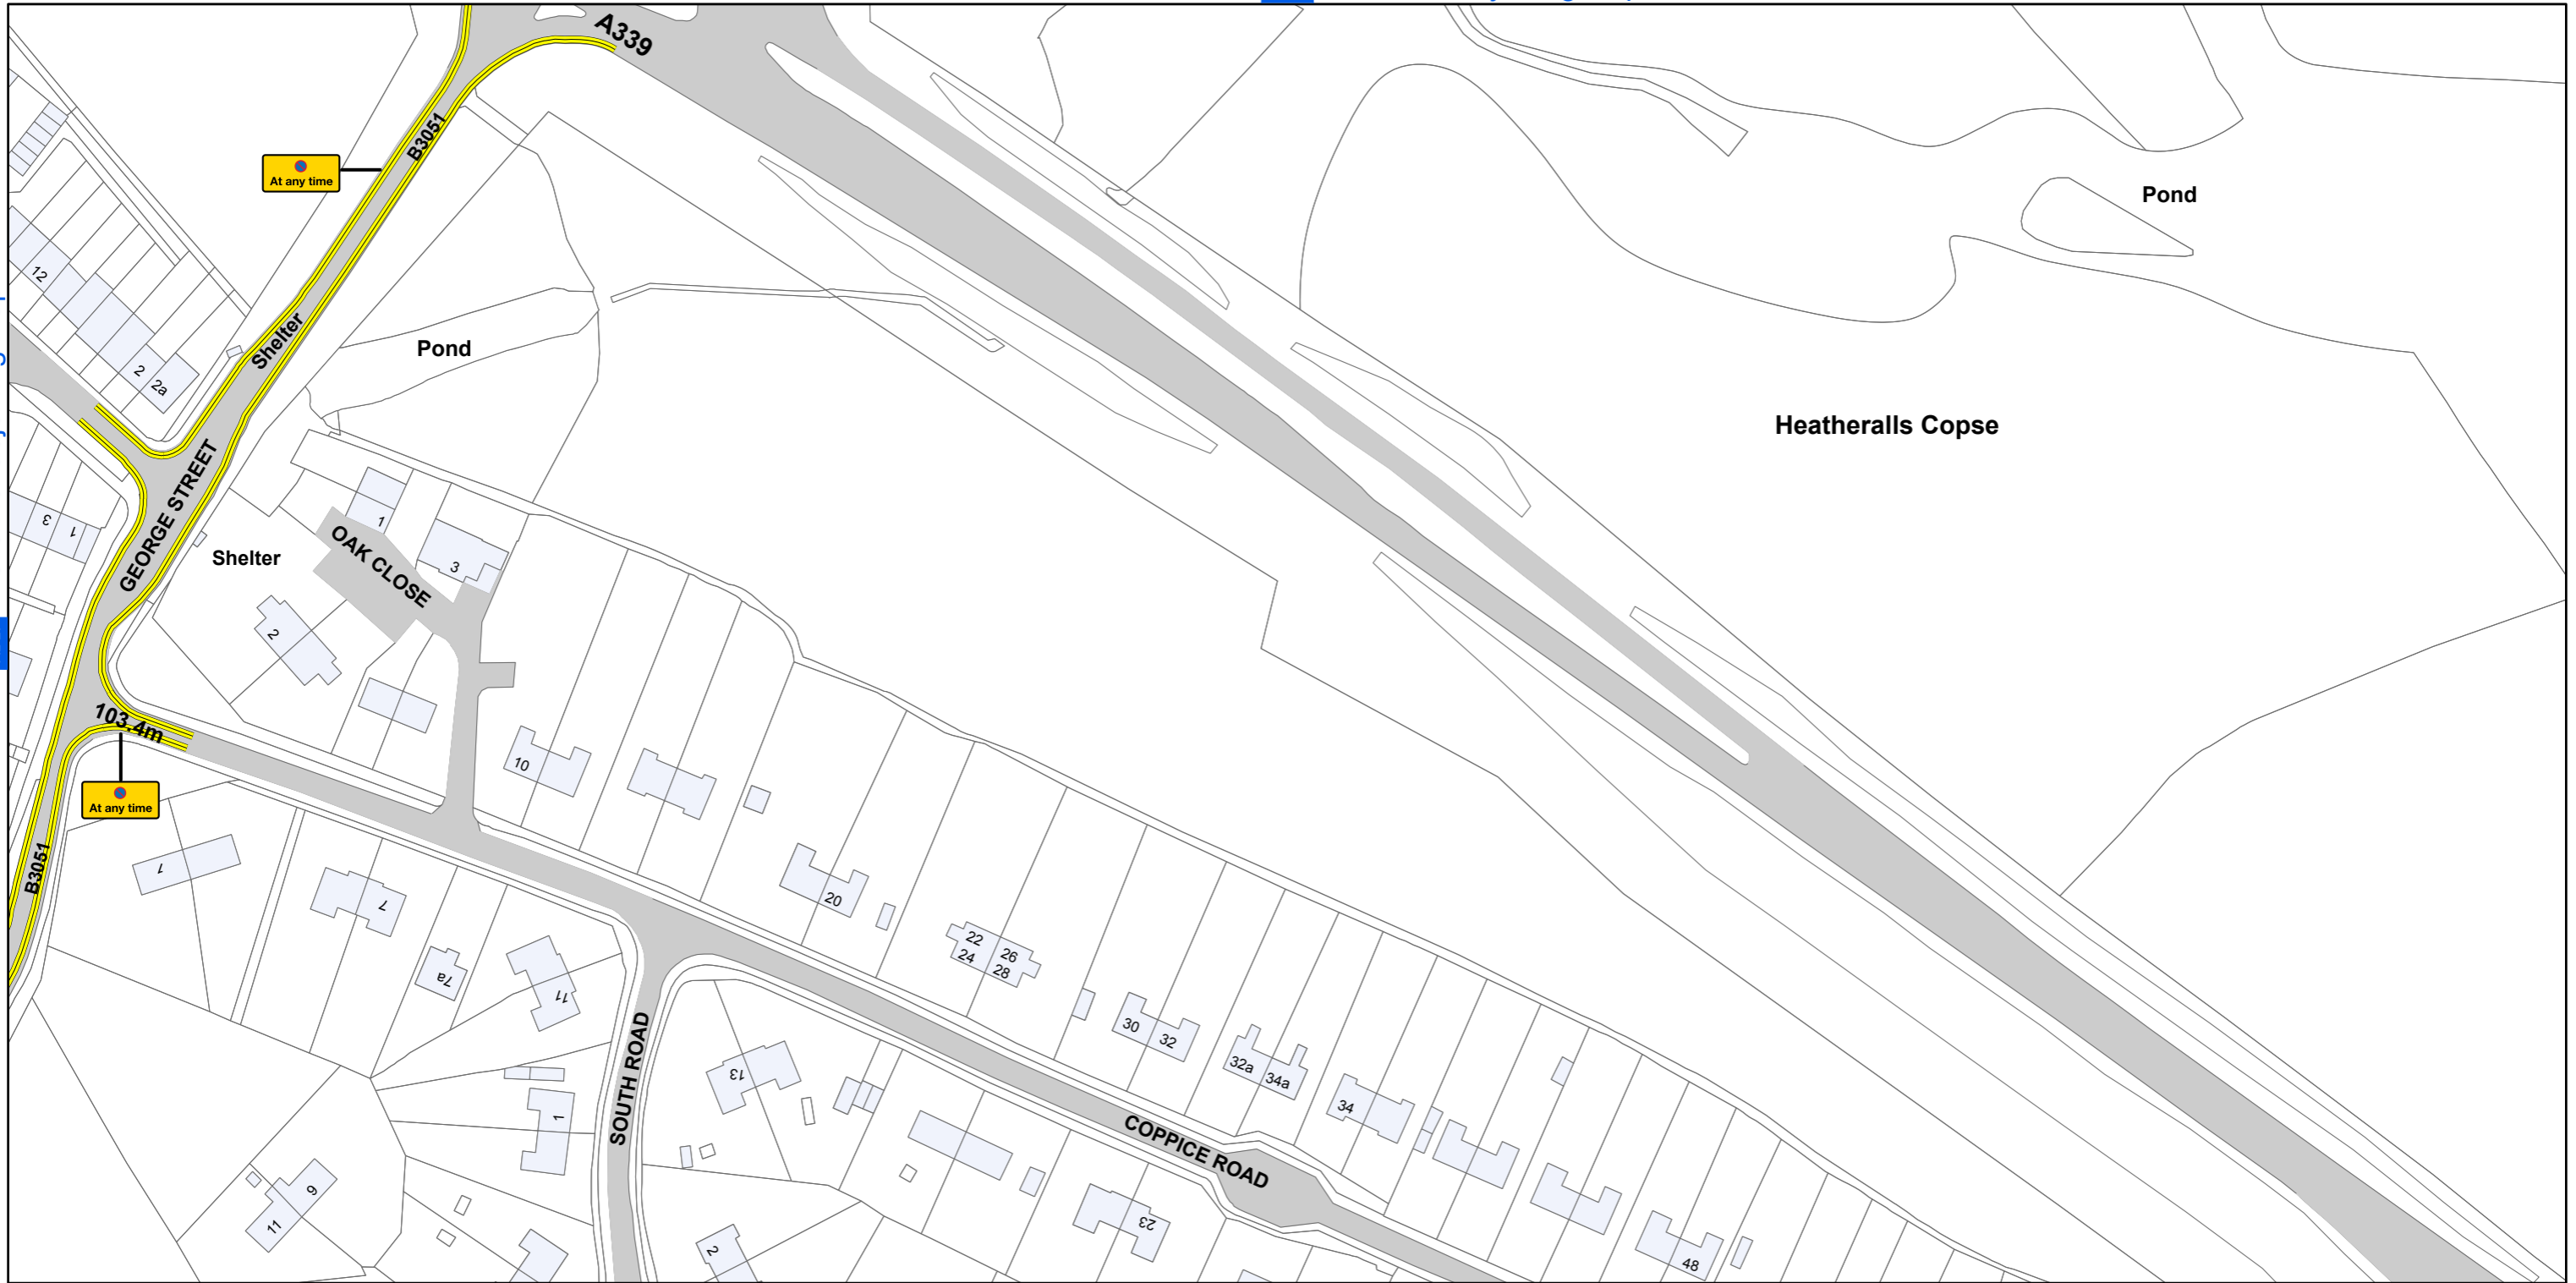 A339
B3051
At any time
Pond
12
Shelter
Pond
2
2a
Heatheralls Copse
GEORGE STREET
3
1
1
OAK CLOSE
Shelter
3
2
103.4m
10
At any time
B3051
1
7
20
7a
11
22
26
24
28
30
32
SOUTH ROAD
13
32a
34a
34
1
COPPICE ROAD
9
11
23
2
48